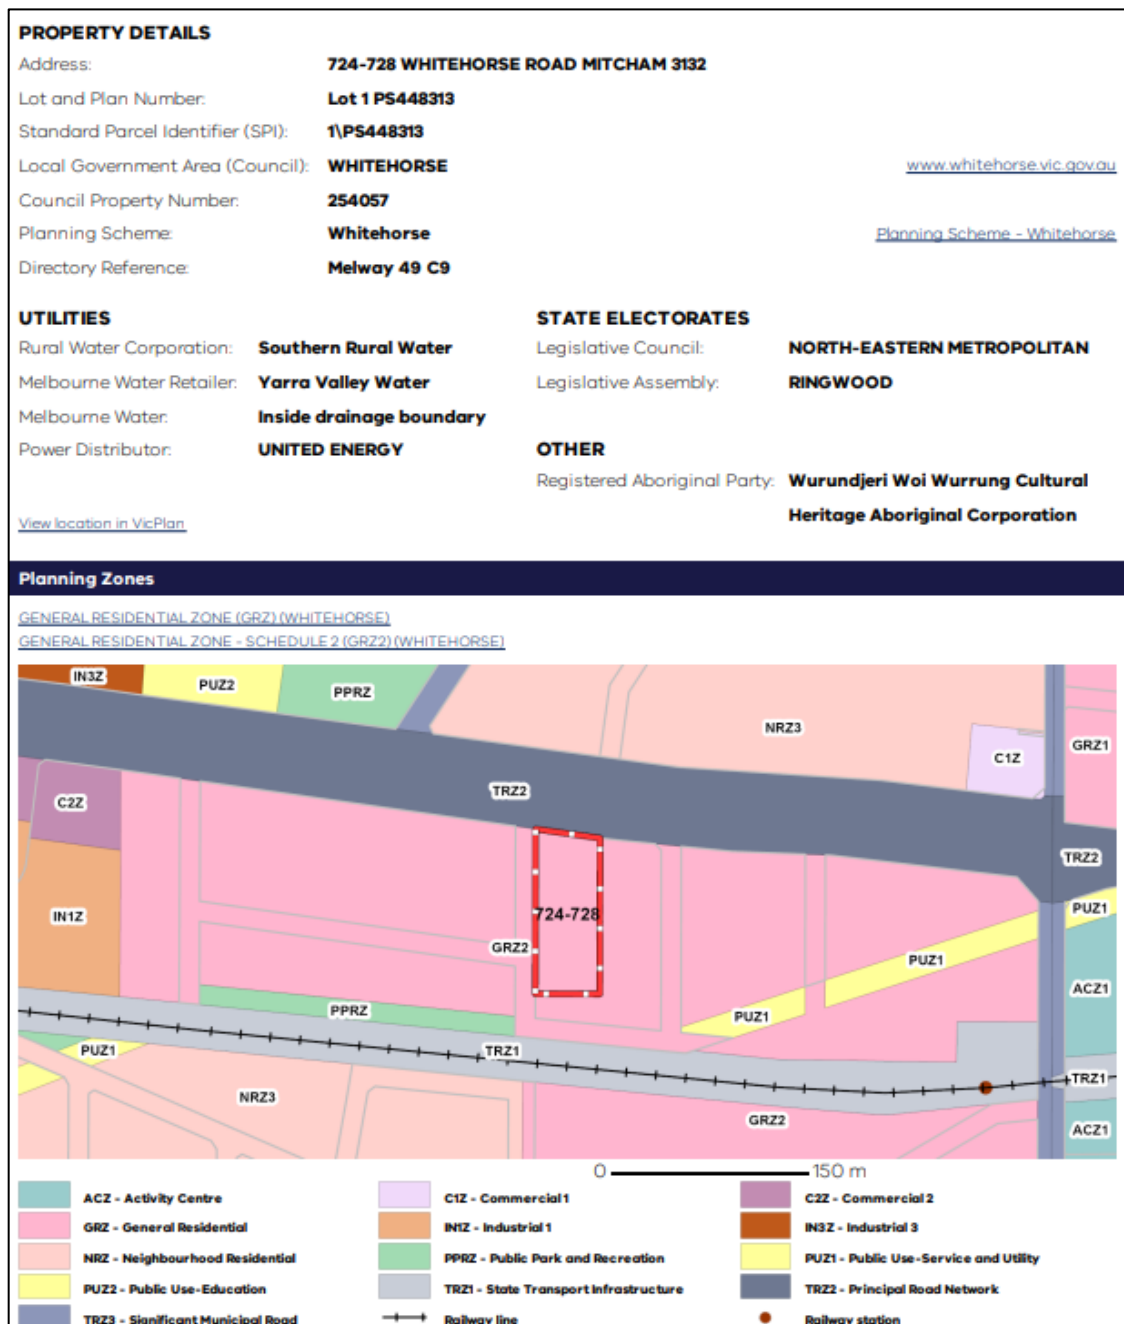 PROPERTY DETAILS
Address: 724-728 WHITEHORSE ROAD MITCHAM 3132
Lot and Plan Number: Lot 1 PS448313
Standard Parcel Identifier (SPI): 1\PS448313
Local Government Area (Council): WHITEHORSE www.whitehorse.vic.gov.au
Council Property Number: 254057
Planning Scheme: Whitehorse Planning Scheme - Whitehorse
Directory Reference: Melway 49 C9
UTILITIES
Rural Water Corporation: Southern Rural Water
Melbourne Water Retailer: Yarra Valley Water
Melbourne Water: Inside drainage boundary
Power Distributor: UNITED ENERGY
View location in VicPlan
STATE ELECTORATES
Legislative Council: NORTH-EASTERN METROPOLITAN
Legislative Assembly: RINGWOOD
OTHER
Registered Aboriginal Party: Wurundjeri Woi Wurrung Cultural
Heritage Aboriginal Corporation
Planning Zones
GENERAL RESIDENTIAL ZONE (GRZ) (WHITEHORSE)
GENERAL RESIDENTIAL ZONE - SCHEDULE 2 (GRZ2) (WHITEHORSE)
IN3Z
PUZ2
PPRZ
NRZ3
C1Z
GRZ1
C2Z
TRZ2
TRZ2
IN1Z
724-728
PUZ1
GRZ2
PUZ1
ACZ1
PPRZ
PUZ1
PUZ1
TRZ1
TRZ1
NRZ3
GRZ2
ACZ1
0 150 m
ACZ - Activity Centre C1Z - Commercial 1 C2Z - Commercial 2
GRZ - General Residential IN1Z - Industrial 1 IN3Z - Industrial 3
NRZ - Neighbourhood Residential PPRZ - Public Park and Recreation PUZ1 - Public Use-Service and Utility
PUZ2 - Public Use-Education TRZ1 - State Transport Infrastructure TRZ2 - Principal Road Network
TRZ3 - Significant Municipal Road Railway line Railway station